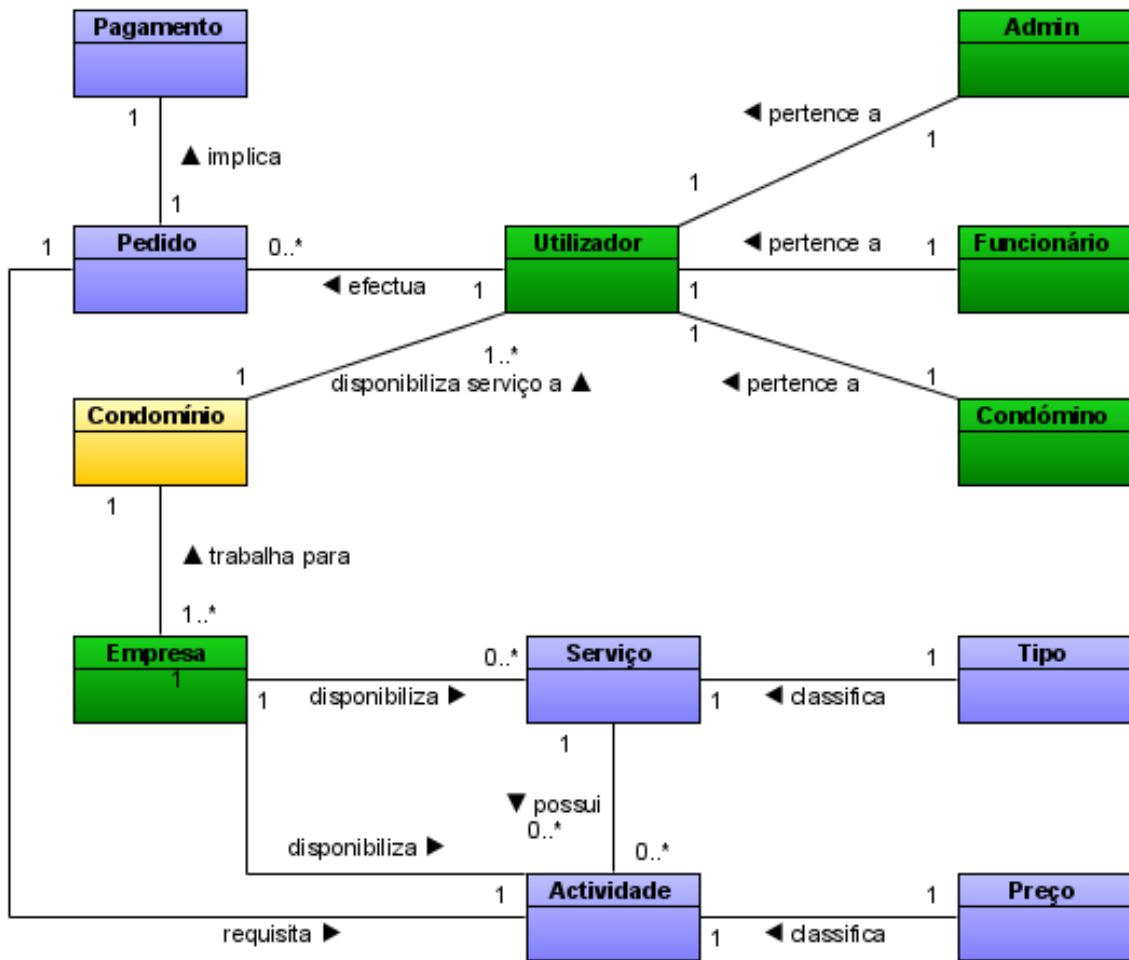 Pagamento
Admin
1
◄ pertence a
1
▲ implica
1
1
1
Pedido
0..*
Utilizador
◄ pertence a
1
Funcionário
1
◄ efectua
1
1
1
1..*
1
disponibiliza serviço a ▲
◄ pertence a
1
Condomínio
Condómino
1
▲ trabalha para
1..*
Empresa
0..*
Serviço
1
Tipo
1
1
disponibiliza ►
1
◄ classifica
1
▼ possui
0..*
disponibiliza ►
0..*
1
Actividade
1
Preço
requisita ►
1
◄ classifica